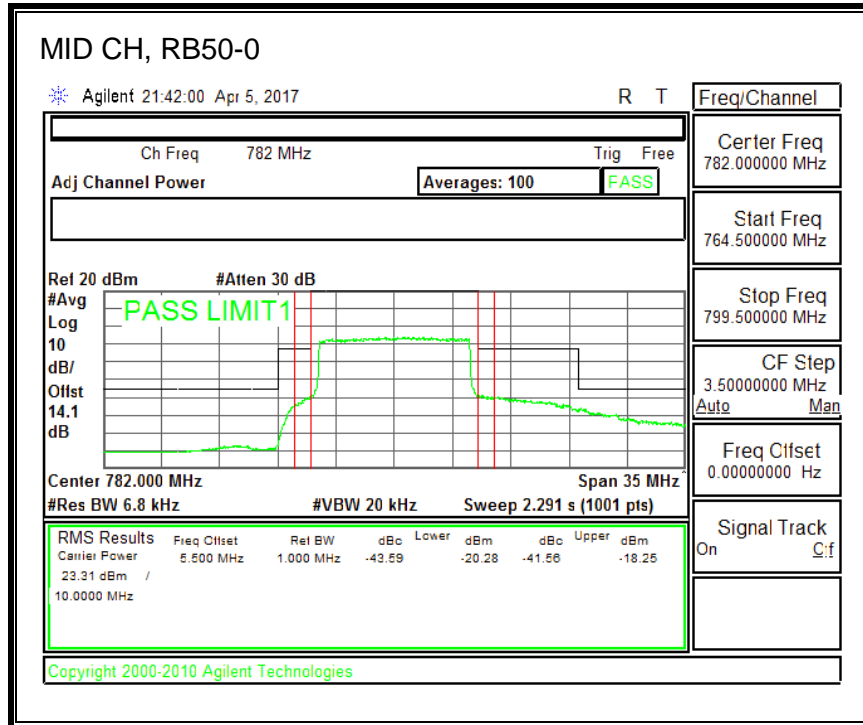 MID CH, RB50-0
Agilent 21:42:00 Apr 5, 2017 R T
Freq/Channel
Ch Freq 782 MHz Trig Free
Adj Channel Power Averages: 100 PASS
Center Freq
782.000000 MHz
Start Freq
764.500000 MHz
Stop Freq
799.500000 MHz
CF Step
3.50000000 MHz
Auto Man
Freq Offset
0.00000000 Hz
Signal Track
On Off
Ref 20 dBm #Atten 30 dB
#Avg
Log
10
dB/
Offst
14.1
dB
PASS LIMIT1
Center 782.000 MHz Span 35 MHz
#Res BW 6.8 kHz #VBW 20 kHz Sweep 2.291 s (1001 pts)
RMS Results Freq Offset Ref BW dBc Lower dBm dBc Upper dBm
Carrier Power 5.500 MHz 1.000 MHz -43.59 -20.28 -41.56 -18.25
23.31 dBm /
10.0000 MHz
Copyright 2000-2010 Agilent Technologies